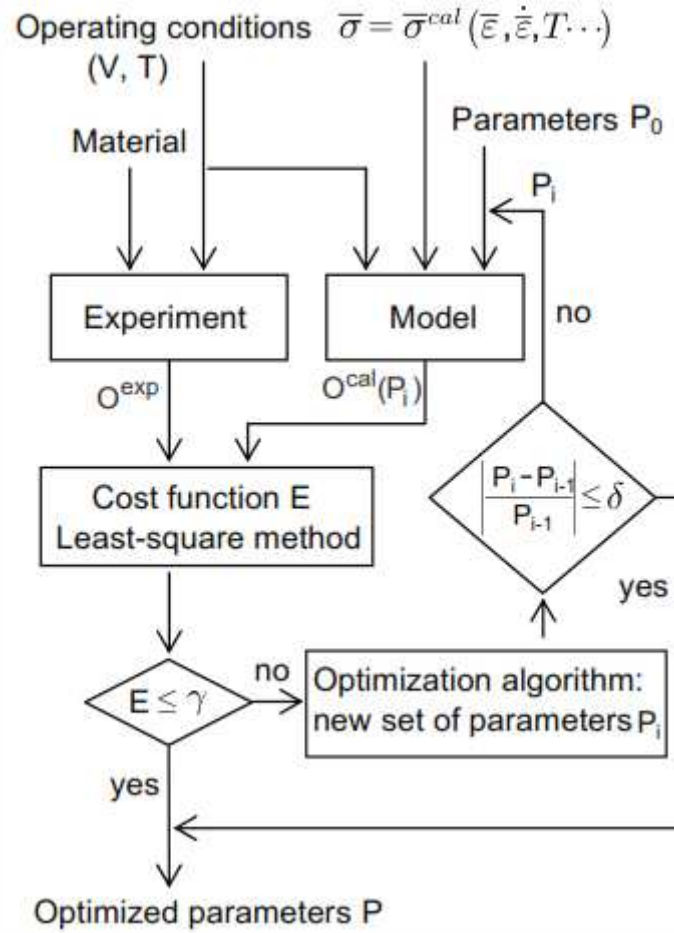 Operating conditions
(V, T)
σ̅ = σ̅^cal (ε̅, ε̅̇, T···)
Material
Parameters P₀
Pᵢ
Experiment
Model
no
O^exp
O^cal(Pᵢ)
Cost function E
Least-square method
|(Pᵢ − Pᵢ₋₁)/Pᵢ₋₁| ≤ δ
yes
E ≤ γ
no
Optimization algorithm:
new set of parameters Pᵢ
yes
Optimized parameters P